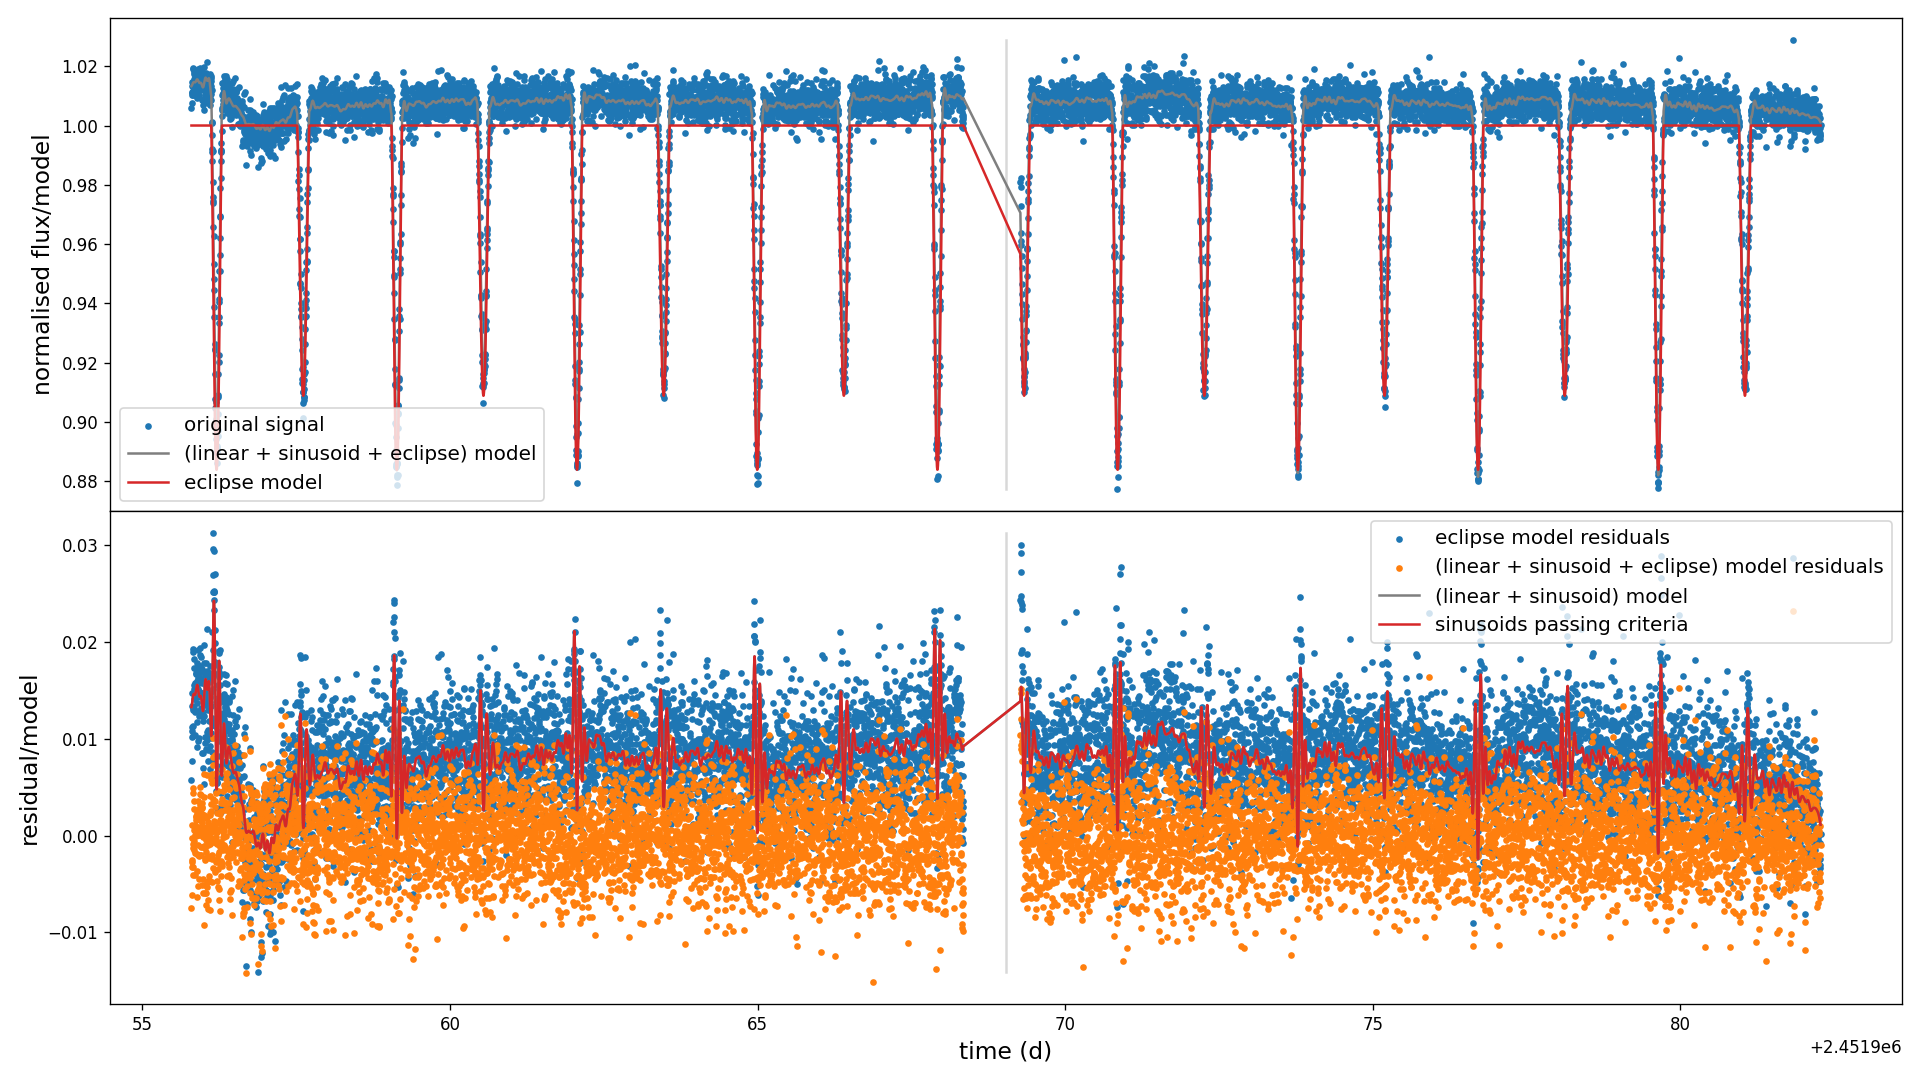 normalised flux/model
1.02
1.00
0.98
0.96
0.94
0.92
0.90
0.88
original signal
(linear + sinusoid + eclipse) model
eclipse model
residual/model
0.03
0.02
0.01
0.00
−0.01
eclipse model residuals
(linear + sinusoid + eclipse) model residuals
(linear + sinusoid) model
sinusoids passing criteria
55
60
65
70
75
80
time (d)
+2.4519e6